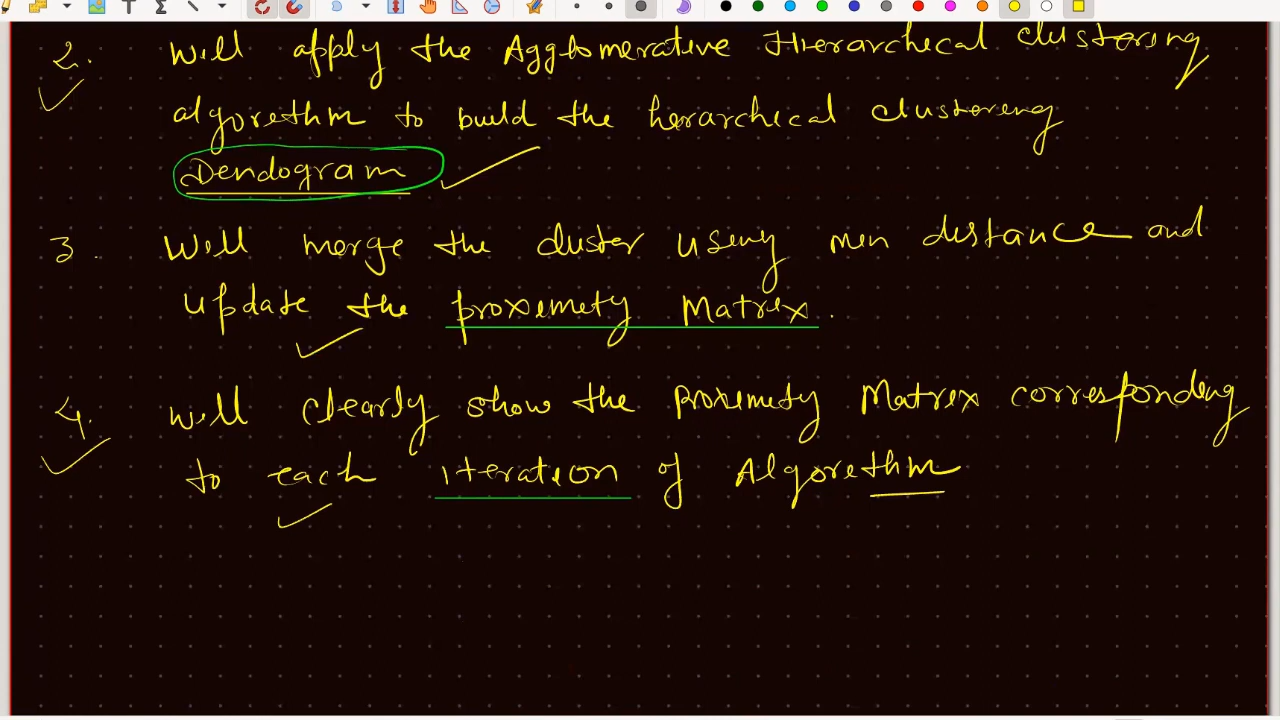 2. Will apply the Agglomerative Hierarchical clustering
algorithm to build the hierarchical clustering
Dendogram
3. Will merge the cluster using min distance and
update the proximity Matrix.
4. Will clearly show the Proximity Matrix corresponding
to each iteration of Algorithm